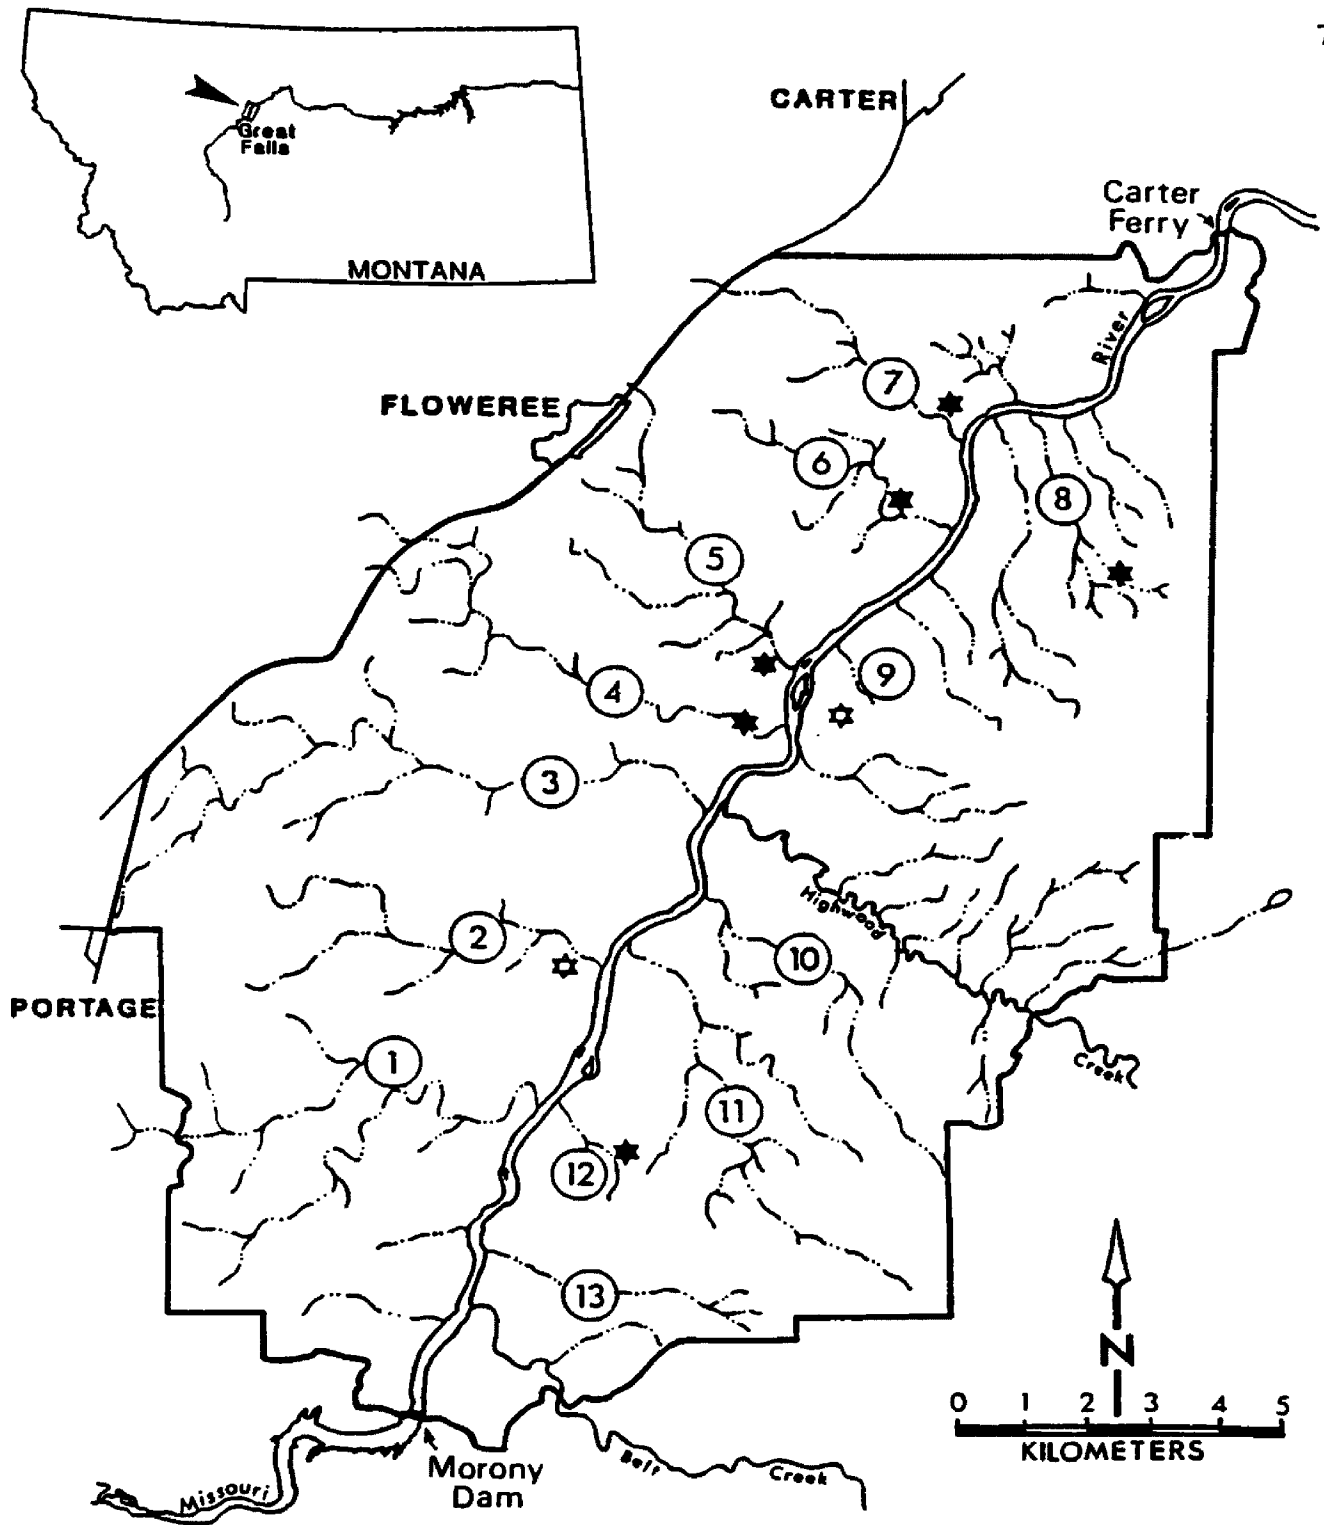 7
Great
Falls
MONTANA
CARTER
Carter
Ferry
River
FLOWEREE
7
6
8
5
9
4
3
Highwood
2
10
PORTAGE
Creek
1
11
12
13
N
0 1 2 3 4 5
KILOMETERS
Morony
Dam
Belt Creek
Missouri